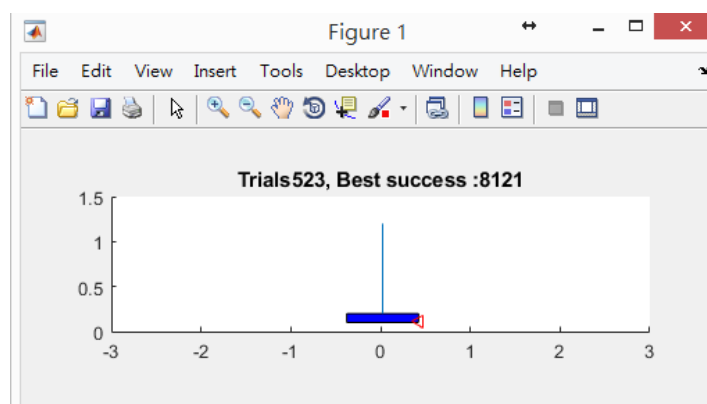 Figure 1
File Edit View Insert Tools Desktop Window Help
Trials523, Best success :8121
1.5
1
0.5
0
-3 -2 -1 0 1 2 3